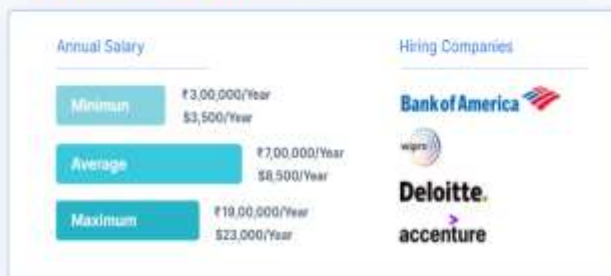 Annual Salary
Minimun
₹3,00,000/Year
$3,500/Year
Average
₹7,00,000/Year
$8,500/Year
Maximum
₹19,00,000/Year
$23,000/Year
Hiring Companies
Bank of America
wipro
Deloitte.
accenture